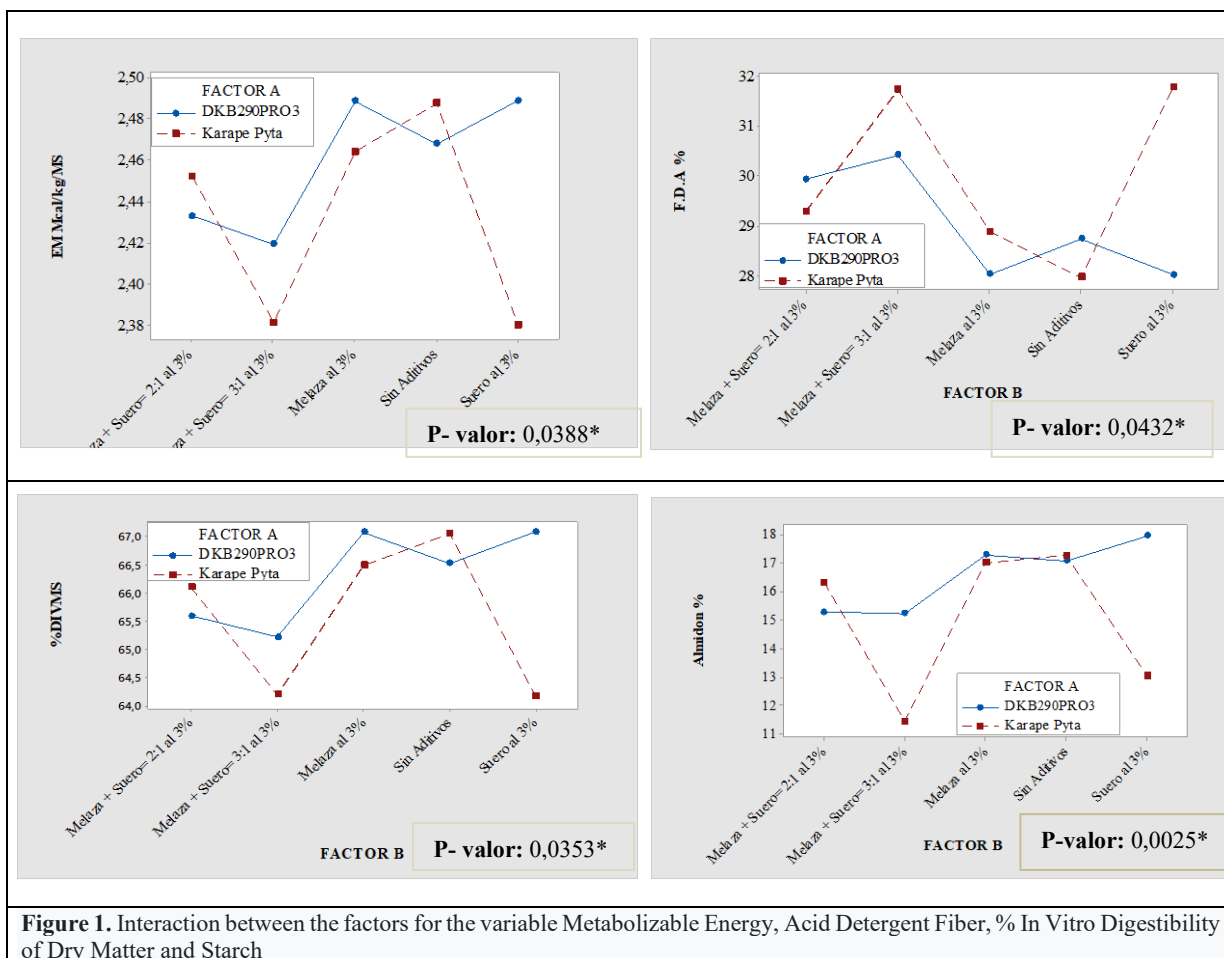 2,50
2,48
2,46
2,44
2,42
2,40
2,38
EM Mcal/kg/MS
FACTOR A
DKB290PRO3
Karape Pyta
za + Suero= 2:1 al 3%
+ Suero= 3:1 al 3%
Melaza al 3%
Sin Aditivos
Suero al 3%
P- valor: 0,0388*
32
31
30
29
28
F.D.A %
FACTOR A
DKB290PRO3
Karape Pyta
Melaza + Suero= 2:1 al 3%
Melaza + Suero= 3:1 al 3%
Melaza al 3%
Sin Aditivos
Suero al 3%
FACTOR B
P- valor: 0,0432*
67,0
66,5
66,0
65,5
65,0
64,5
64,0
%DIVMS
FACTOR A
DKB290PRO3
Karape Pyta
Melaza + Suero= 2:1 al 3%
Melaza + Suero= 3:1 al 3%
Melaza al 3%
Sin Aditivos
Suero al 3%
FACTOR B
P- valor: 0,0353*
18
17
16
15
14
13
12
11
Almidon %
FACTOR A
DKB290PRO3
Karape Pyta
Melaza + Suero= 2:1 al 3%
Melaza + Suero= 3:1 al 3%
Melaza al 3%
Sin Aditivos
Suero al 3%
FACTOR B
P-valor: 0,0025*
Figure 1. Interaction between the factors for the variable Metabolizable Energy, Acid Detergent Fiber, % In Vitro Digestibility
of Dry Matter and Starch